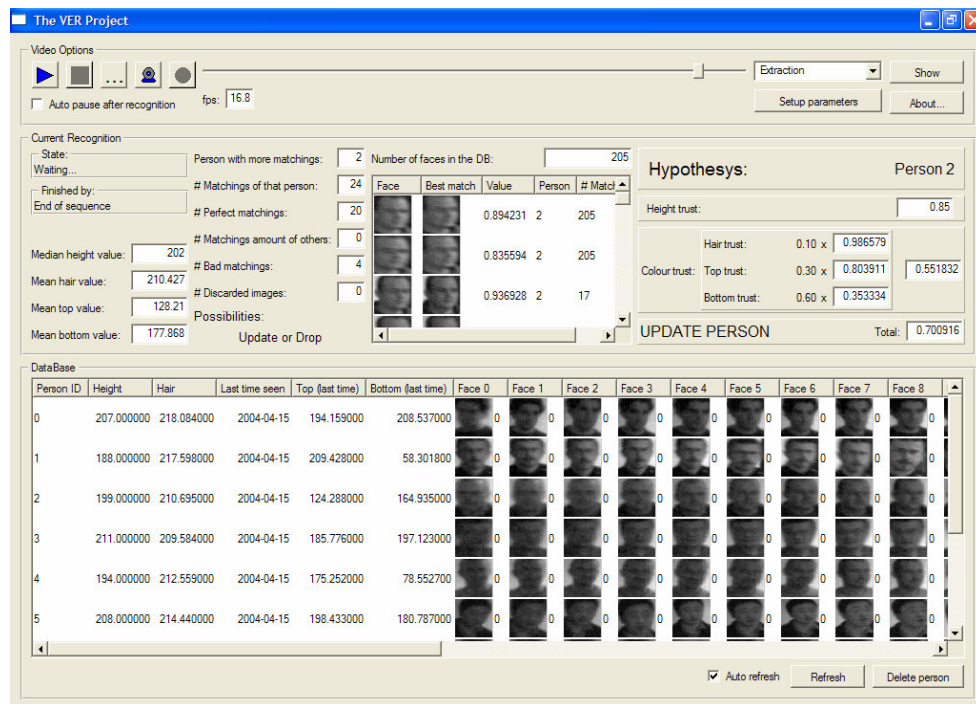 The VER Project
Video Options
...
Extraction
Show
Auto pause after recognition
fps: 16.8
Setup parameters
About...
Current Recognition
State:
Waiting...
Finished by:
End of sequence
Median height value: 202
Mean hair value: 210.427
Mean top value: 128.21
Mean bottom value: 177.868
Person with more matchings: 2
# Matchings of that person: 24
# Perfect matchings: 20
# Matchings amount of others: 0
# Bad matchings: 4
# Discarded images: 0
Possibilities:
Update or Drop
Number of faces in the DB: 205
Face Best match Value Person # Match
0.894231 2 205
0.835594 2 205
0.936928 2 17
Hypothesys: Person 2
Height trust: 0.85
Hair trust: 0.10 x 0.986579
Colour trust: Top trust: 0.30 x 0.803911 0.551832
Bottom trust: 0.60 x 0.353334
UPDATE PERSON Total: 0.700916
DataBase
Person ID Height Hair Last time seen Top (last time) Bottom (last time) Face 0 Face 1 Face 2 Face 3 Face 4 Face 5 Face 6 Face 7 Face 8
0 207.000000 218.084000 2004-04-15 194.159000 208.537000 0 0 0 0 0 0 0 0 0
1 188.000000 217.598000 2004-04-15 209.428000 58.301800 0 0 0 0 0 0 0 0 0
2 199.000000 210.695000 2004-04-15 124.288000 164.935000 0 0 0 0 0 0 0 0 0
3 211.000000 209.584000 2004-04-15 185.776000 197.123000 0 0 0 0 0 0 0 0 0
4 194.000000 212.559000 2004-04-15 175.252000 78.552700 0 0 0 0 0 0 0 0 0
5 208.000000 214.440000 2004-04-15 198.433000 180.787000 0 0 0 0 0 0 0 0 0
Auto refresh
Refresh
Delete person